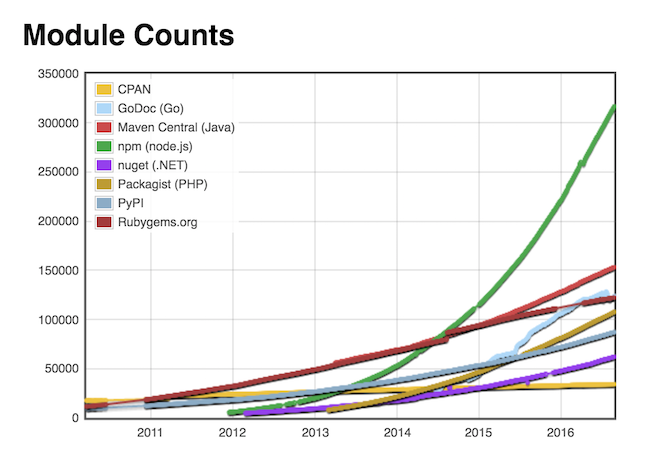 Module Counts
350000
300000
250000
200000
150000
100000
50000
0
CPAN
GoDoc (Go)
Maven Central (Java)
npm (node.js)
nuget (.NET)
Packagist (PHP)
PyPI
Rubygems.org
2011
2012
2013
2014
2015
2016